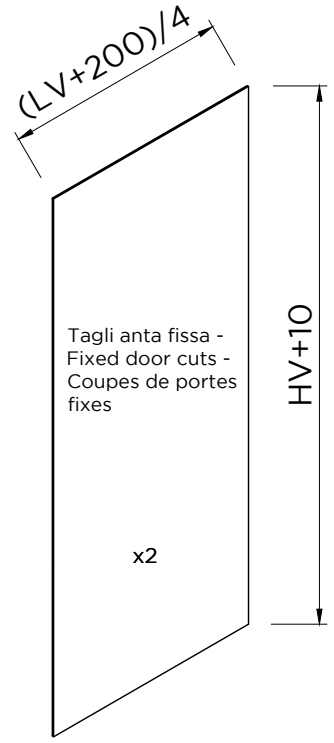 (LV+200)/4
HV+10
Tagli anta fissa -
Fixed door cuts -
Coupes de portes
fixes
x2